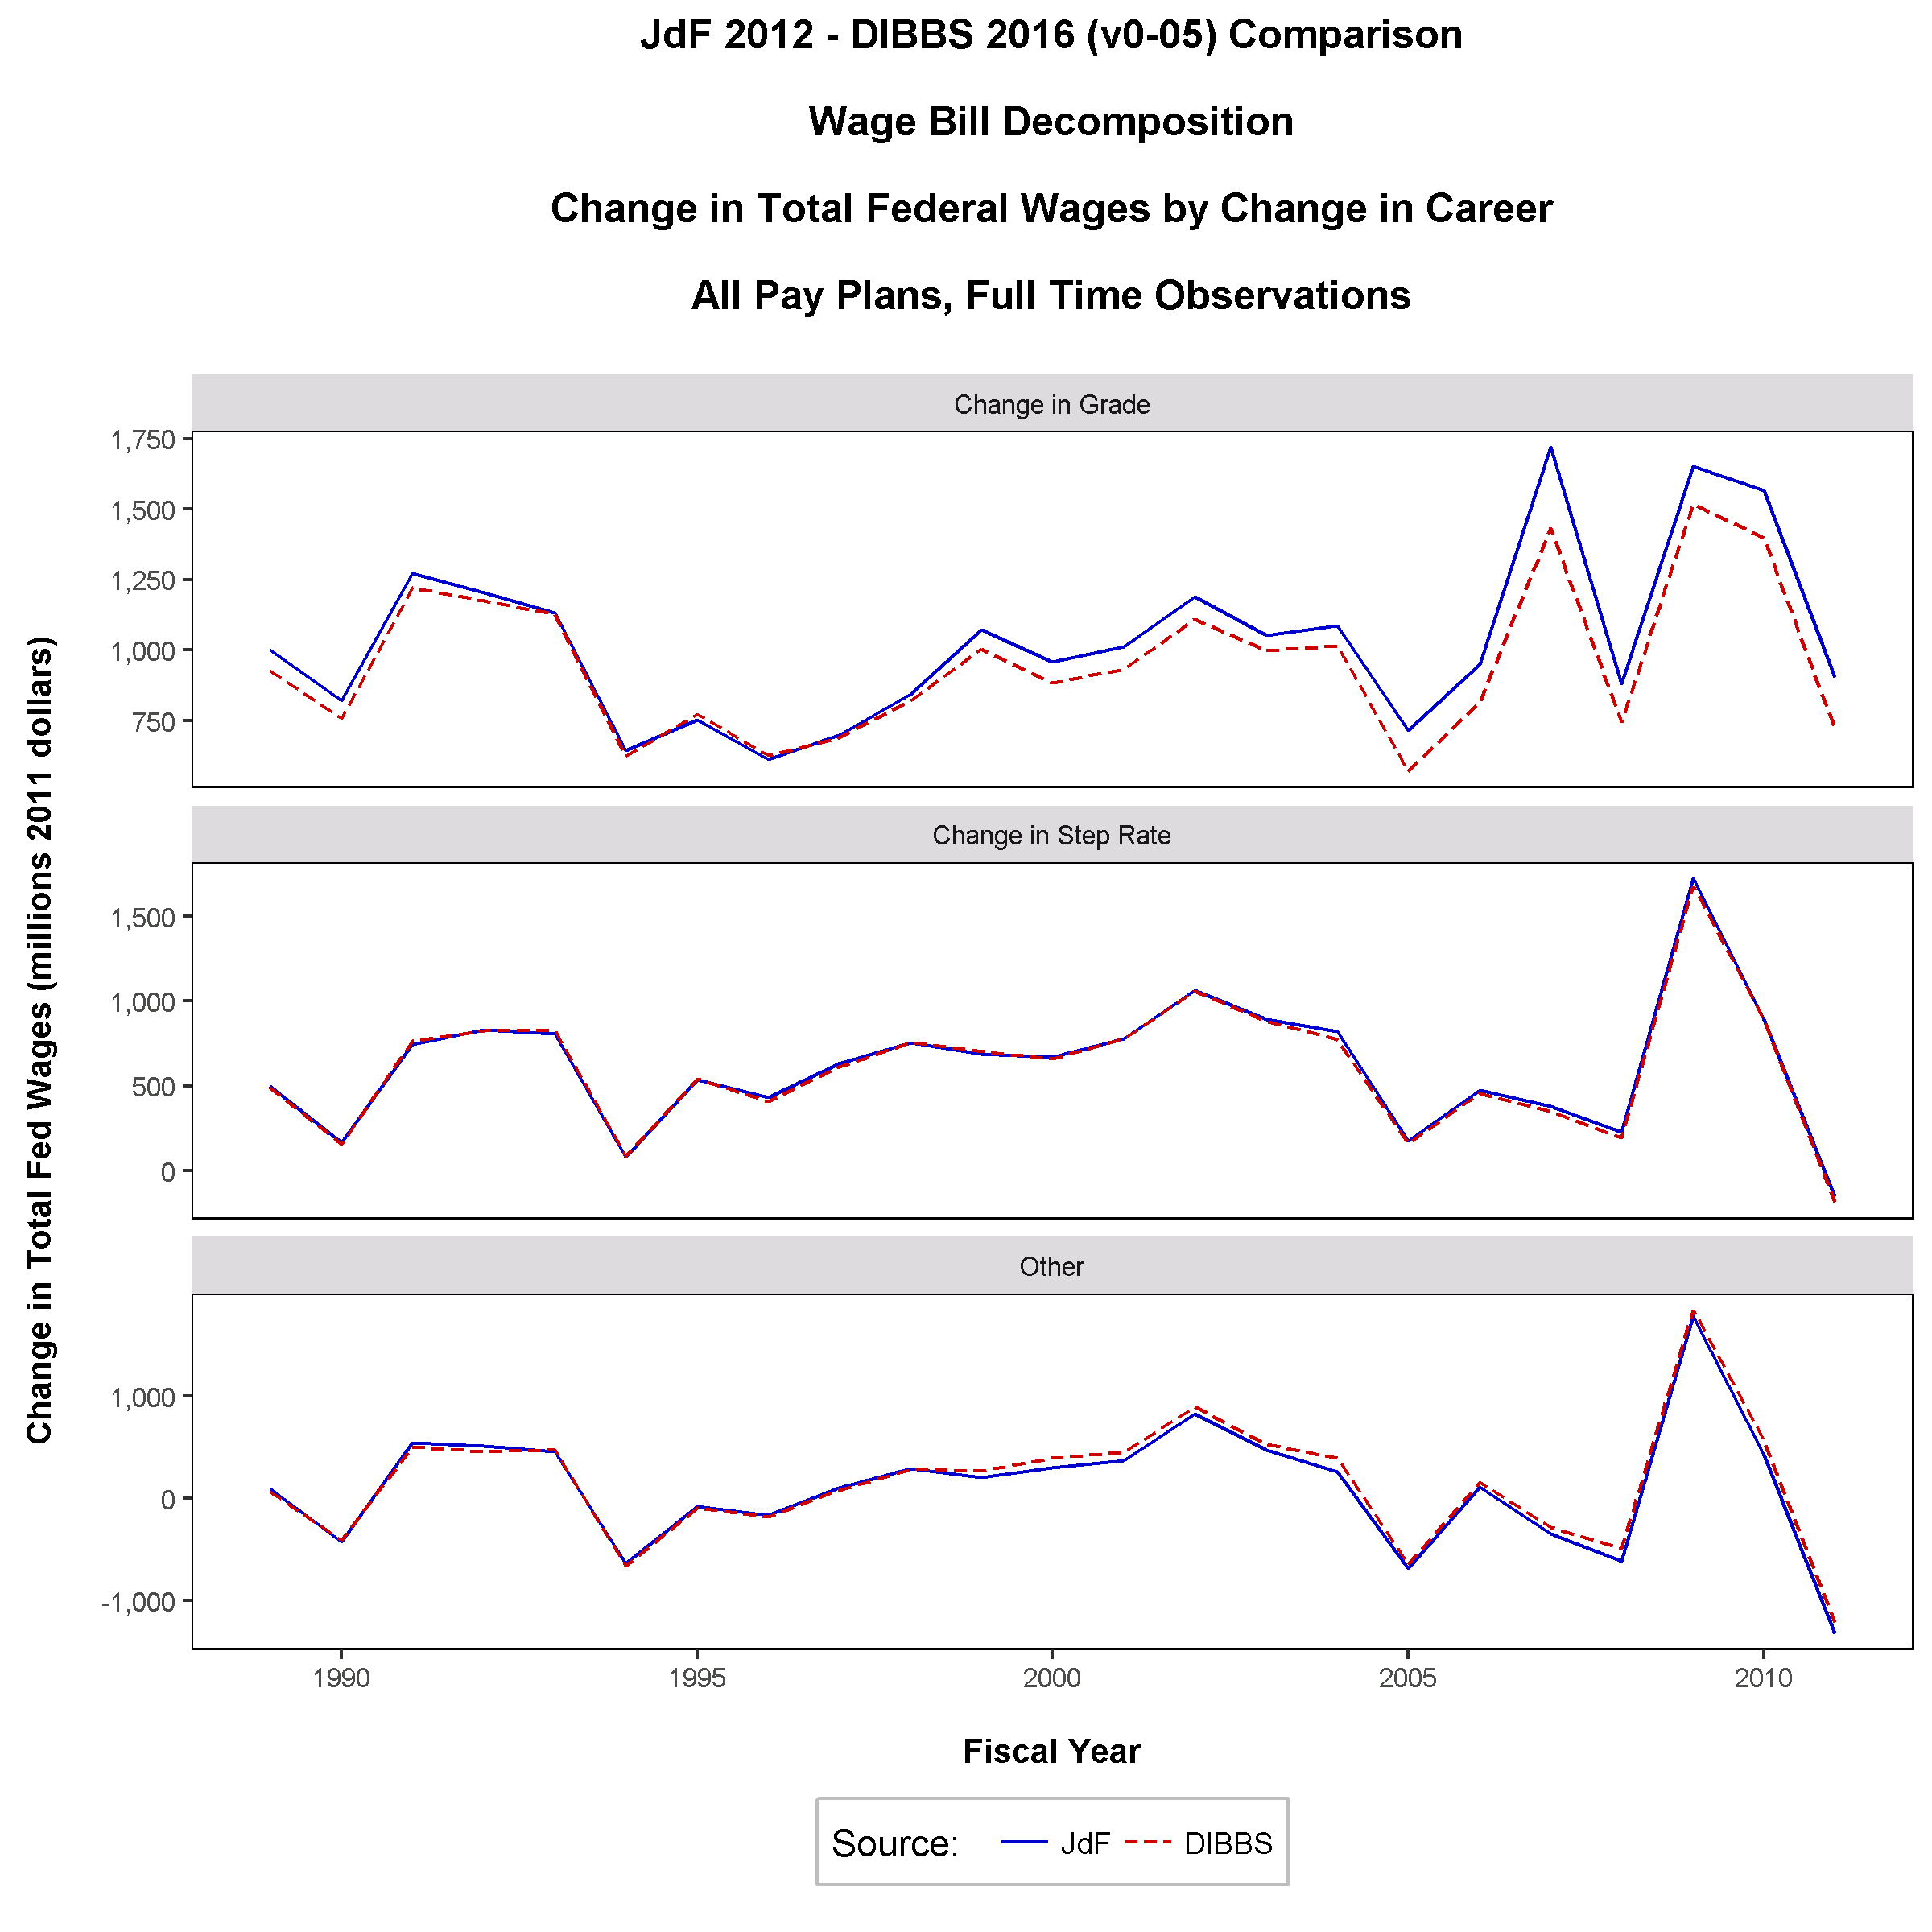 JdF 2012 - DIBBS 2016 (v0-05) Comparison
Wage Bill Decomposition
Change in Total Federal Wages by Change in Career
All Pay Plans, Full Time Observations
Change in Total Fed Wages (millions 2011 dollars)
Change in Grade
1,750
1,500
1,250
1,000
750
Change in Step Rate
1,500
1,000
500
0
Other
1,000
0
-1,000
1990 1995 2000 2005 2010
Fiscal Year
Source: JdF DIBBS